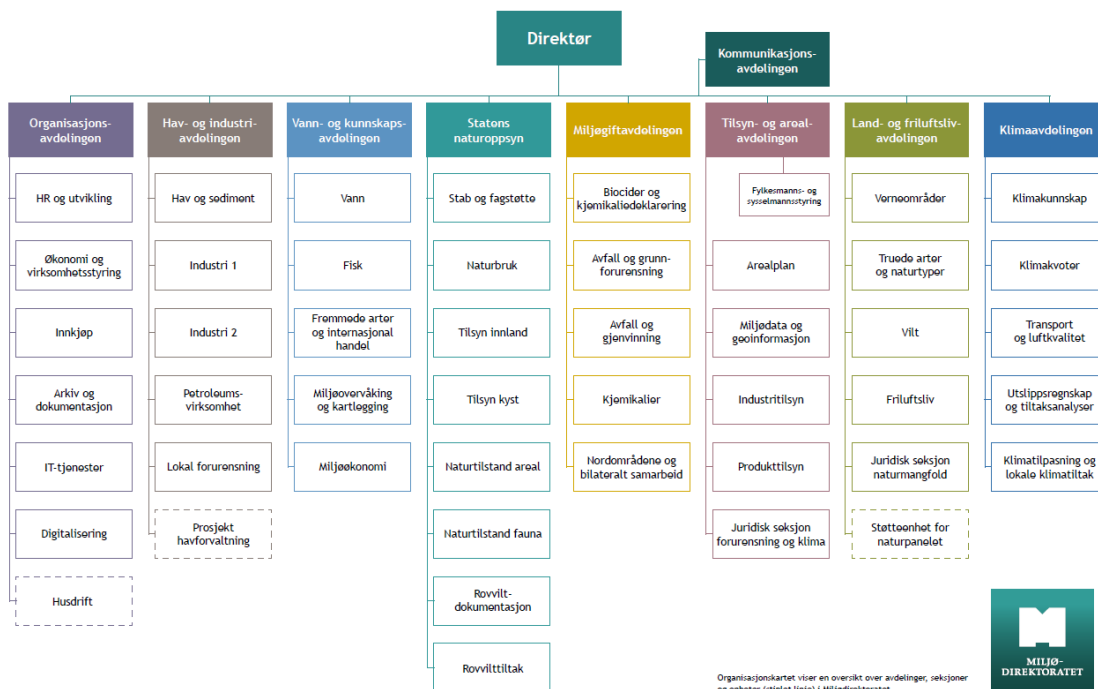 Direktør
Kommunikasjons-
avdelingen
Organisasjons-
avdelingen
HR og utvikling
Økonomi og
virksomhetsstyring
Innkjøp
Arkiv og
dokumentasjon
IT-tjenester
Digitalisering
Husdrift
Hav- og industri-
avdelingen
Hav og sediment
Industri 1
Industri 2
Petroleums-
virksomhet
Lokal forurensning
Prosjekt
havforvaltning
Vann- og kunnskaps-
avdelingen
Vann
Fisk
Fremmede arter
og internasjonal
handel
Miljøovervåking
og kartlegging
Miljøøkonomi
Statens
naturoppsyn
Stab og fagstøtte
Naturbruk
Tilsyn innland
Tilsyn kyst
Naturtilstand areal
Naturtilstand fauna
Rovvilt-
dokumentasjon
Rovvilttiltak
Miljøgiftavdelingen
Biocider og
kjemikaliedeklarering
Avfall og grunn-
forurensning
Avfall og
gjenvinning
Kjemikalier
Nordområdene og
bilateralt samarbeid
Tilsyn- og areal-
avdelingen
Fylkesmanns- og
sysselmannsstyring
Arealplan
Miljødata og
geoinformasjon
Industritilsyn
Produkttilsyn
Juridisk seksjon
forurensning og klima
Land- og friluftsliv-
avdelingen
Verneområder
Truede arter
og naturtyper
Vilt
Friluftsliv
Juridisk seksjon
naturmangfold
Støtteenhet for
naturpanelet
Klimaavdelingen
Klimakunnskap
Klimakvoter
Transport
og luftkvalitet
Utslippsregnskap
og tiltaksanalyser
Klimatilpasning og
lokale klimatiltak
Organisasjonskartet viser en oversikt over avdelinger, seksjoner
og enheter (stiplet linje) i Miljødirektoratet
MILJØ-
DIREKTORATET